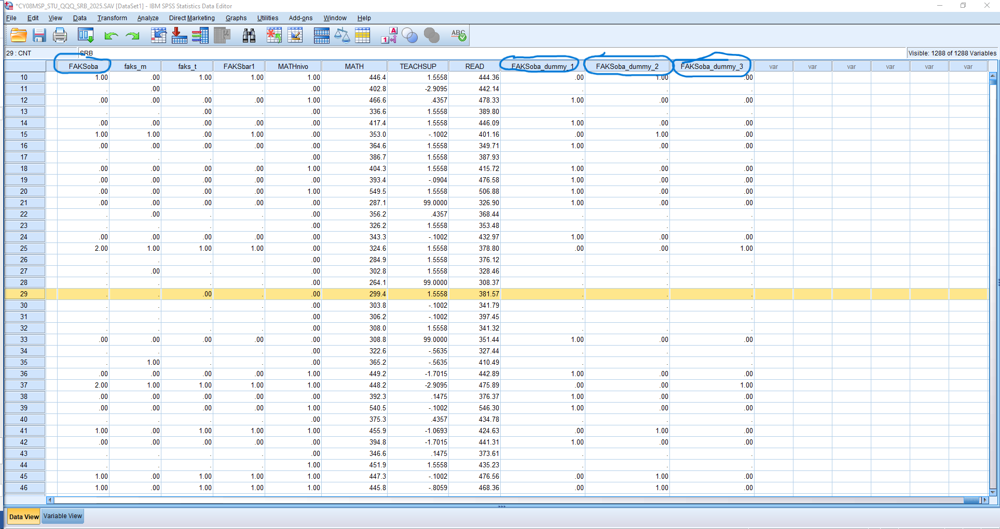 *CY08MSP_STU_QQQ_SRB_2025.SAV [DataSet1] - IBM SPSS Statistics Data Editor
File Edit View Data Transform Analyze Direct Marketing Graphs Utilities Add-ons Window Help
29 : CNT SRB Visible: 1288 of 1288 Variables
FAKSoba faks_m faks_t FAKSbar1 MATHnivo MATH TEACHSUP READ FAKSoba_dummy_1 FAKSoba_dummy_2 FAKSoba_dummy_3 var var var var var var
10 1.00 .00 1.00 1.00 1.00 446.4 1.5558 444.36 .00 1.00 .00
11 . .00 . . .00 402.8 -2.9095 442.14 . . .
12 .00 .00 .00 .00 1.00 466.6 .4357 478.33 1.00 .00 .00
13 . . .00 . .00 336.6 1.5558 389.80 . . .
14 .00 .00 .00 .00 .00 417.4 1.5558 446.09 1.00 .00 .00
15 1.00 1.00 .00 1.00 .00 353.0 -.1002 401.16 .00 1.00 .00
16 .00 .00 .00 .00 .00 364.6 1.5558 349.71 1.00 .00 .00
17 . . . . .00 386.7 1.5558 387.93 . . .
18 .00 .00 .00 .00 1.00 404.3 1.5558 415.72 1.00 .00 .00
19 .00 .00 .00 .00 .00 393.4 -.0904 476.58 1.00 .00 .00
20 .00 .00 .00 .00 1.00 549.5 1.5558 506.88 1.00 .00 .00
21 .00 .00 .00 .00 .00 287.1 99.0000 326.90 1.00 .00 .00
22 . .00 . . .00 356.2 .4357 368.44 . . .
23 . . . . .00 326.2 1.5558 353.48 . . .
24 .00 .00 .00 .00 .00 343.3 -.1002 432.97 1.00 .00 .00
25 2.00 1.00 1.00 1.00 .00 324.6 1.5558 378.80 .00 .00 1.00
26 . . . . .00 284.9 1.5558 376.12 . . .
27 . .00 . . .00 302.8 1.5558 328.46 . . .
28 . . . . .00 264.1 99.0000 308.37 . . .
29 . . .00 . .00 299.4 1.5558 381.57 . . .
30 . . . . .00 303.8 -.1002 341.79 . . .
31 . . . . .00 306.2 -.1002 397.45 . . .
32 . . . . .00 308.0 1.5558 341.32 . . .
33 .00 .00 .00 .00 .00 308.8 99.0000 351.44 1.00 .00 .00
34 . . . . .00 322.6 -.5635 327.44 . . .
35 . 1.00 . . .00 365.2 -.5635 410.49 . . .
36 .00 .00 .00 .00 1.00 449.2 -1.7015 442.89 1.00 .00 .00
37 2.00 1.00 1.00 1.00 1.00 448.2 -2.9095 475.89 .00 .00 1.00
38 .00 .00 .00 .00 .00 392.3 .1475 376.37 1.00 .00 .00
39 .00 .00 .00 .00 1.00 540.5 -.1002 546.30 1.00 .00 .00
40 . . . . .00 375.3 .4357 434.78 . . .
41 1.00 .00 1.00 1.00 1.00 455.9 -1.0693 424.63 .00 1.00 .00
42 .00 .00 .00 .00 .00 394.8 -1.7015 441.31 1.00 .00 .00
43 . . . . .00 346.6 .1475 373.61 . . .
44 . . . . 1.00 451.9 1.5558 435.23 . . .
45 1.00 .00 1.00 1.00 1.00 447.3 -.1002 476.56 .00 1.00 .00
46 1.00 .00 1.00 1.00 1.00 445.8 -.8059 468.36 .00 1.00 .00
Data View Variable View